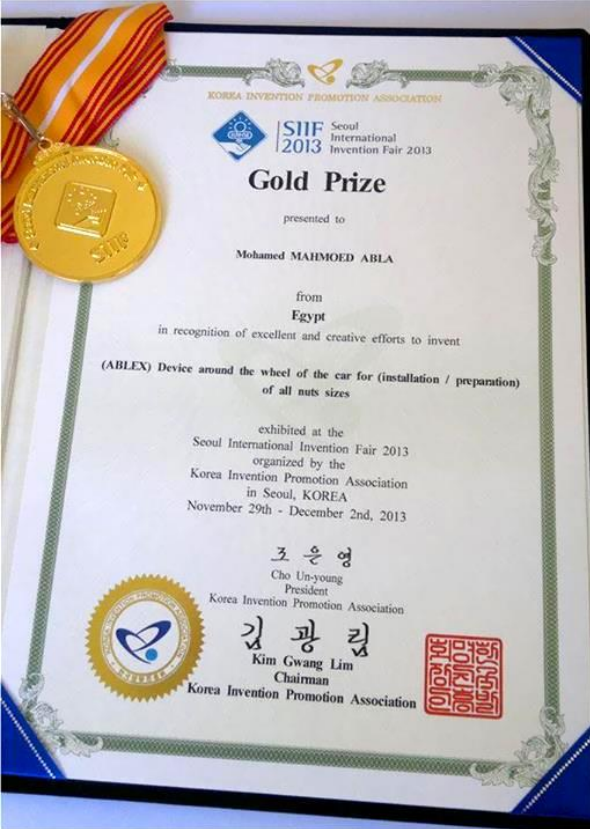 KOREA INVENTION PROMOTION ASSOCIATION
SIIF Seoul
International
2013 Invention Fair 2013
Gold Prize
presented to
Mohamed MAHMOED ABLA
from
Egypt
in recognition of excellent and creative efforts to invent
(ABLEX) Device around the wheel of the car for (installation / preparation)
of all nuts sizes
exhibited at the
Seoul International Invention Fair 2013
organized by the
Korea Invention Promotion Association
in Seoul, KOREA
November 29th - December 2nd, 2013
조 은 영
Cho Un-young
President
Korea Invention Promotion Association
김 광 림
Kim Gwang Lim
Chairman
Korea Invention Promotion Association
KOREA INVENTION PROMOTION ASSOCIATION
SIIF